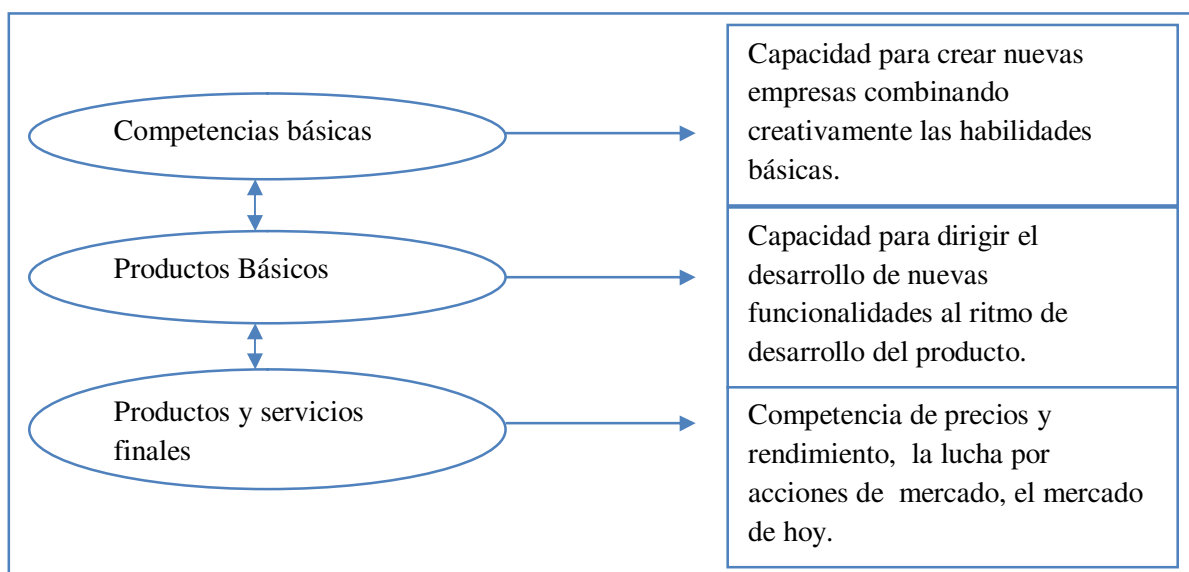 Competencias básicas
Capacidad para crear nuevas
empresas combinando
creativamente las habilidades
básicas.
Productos Básicos
Capacidad para dirigir el
desarrollo de nuevas
funcionalidades al ritmo de
desarrollo del producto.
Productos y servicios
finales
Competencia de precios y
rendimiento,  la lucha por
acciones de  mercado, el mercado
de hoy.